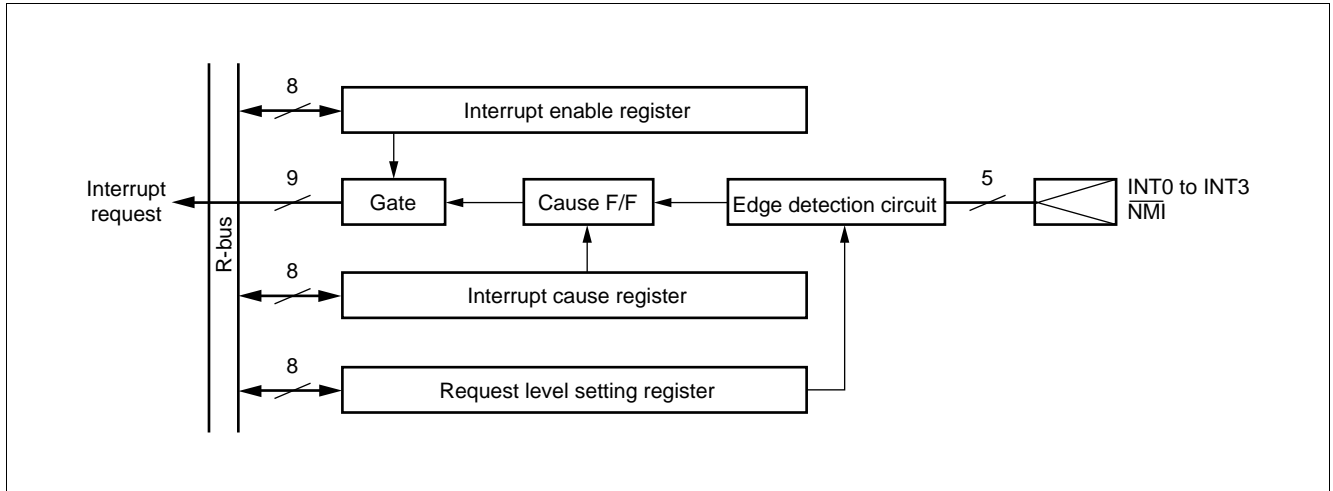 8
Interrupt enable register
Interrupt
request
9
Gate
Cause F/F
Edge detection circuit
5
INT0 to INT3
N̅M̅I̅
R-bus
8
Interrupt cause register
8
Request level setting register